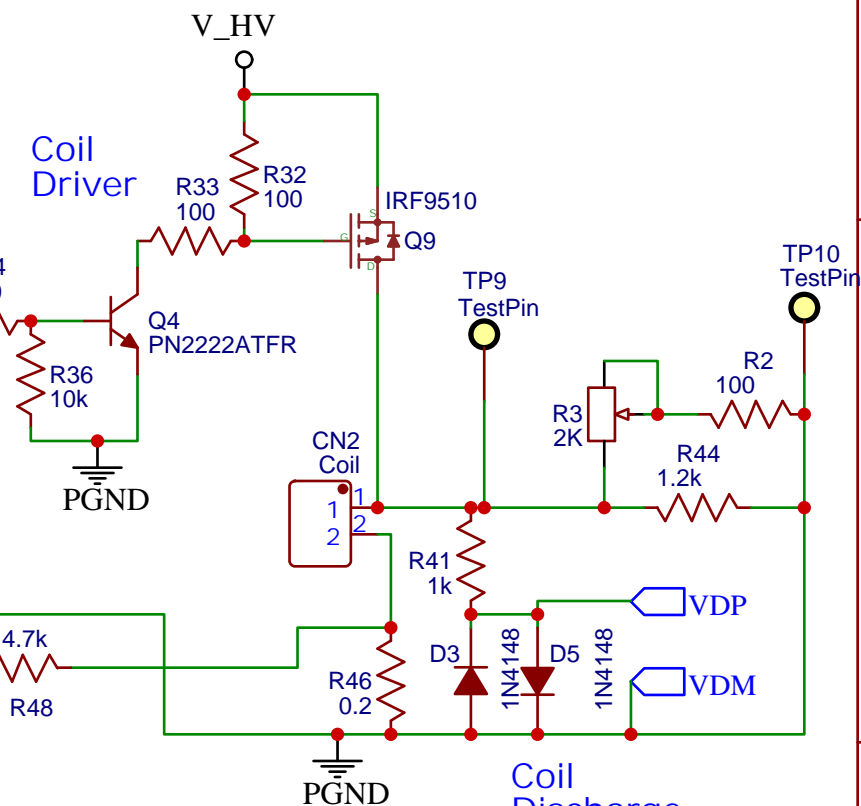 V_HV
Coil
Driver
R33
100
R32
100
IRF9510
S
G
D
Q9
TP9
TestPin
TP10
TestPin
4
Q4
PN2222ATFR
R36
10k
PGND
R2
100
R3
2K
R44
1.2k
CN2
Coil
1
1
2
2
R41
1k
VDP
4.7k
R48
R46
0.2
D3
1N4148
D5
1N4148
VDM
PGND
Coil
Discharge